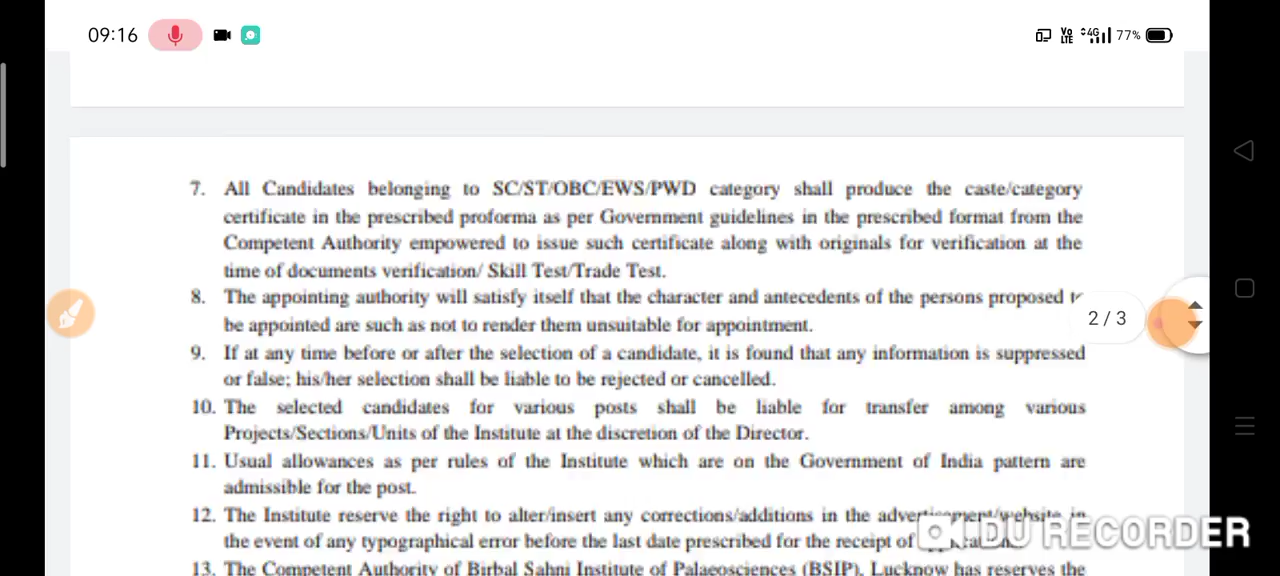 09:16
VO LTE 4G 77%
7. All Candidates belonging to SC/ST/OBC/EWS/PWD category shall produce the caste/category
certificate in the prescribed proforma as per Government guidelines in the prescribed format from the
Competent Authority empowered to issue such certificate along with originals for verification at the
time of documents verification/ Skill Test/Trade Test.
8. The appointing authority will satisfy itself that the character and antecedents of the persons proposed
be appointed are such as not to render them unsuitable for appointment.
2 / 3
9. If at any time before or after the selection of a candidate, it is found that any information is suppressed
or false; his/her selection shall be liable to be rejected or cancelled.
10. The selected candidates for various posts shall be liable for transfer among various
Projects/Sections/Units of the Institute at the discretion of the Director.
11. Usual allowances as per rules of the Institute which are on the Government of India pattern are
admissible for the post.
12. The Institute reserve the right to alter/insert any corrections/additions in the advertisement/website in
the event of any typographical error before the last date prescribed for the receipt of
DU RECORDER
13. The Competent Authority of Birbal Sahni Institute of Palaeosciences (BSIP), Lucknow has reserves the